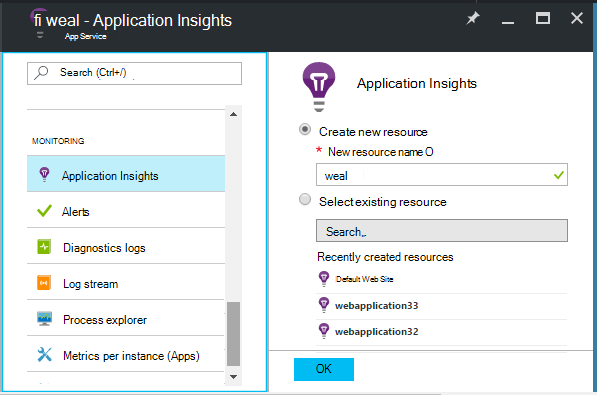 fi weal - Application Insights
App Service
Search (Ctrl+/)
MONITORING
Application Insights
Alerts
Diagnostics logs
Log stream
Process explorer
Metrics per instance (Apps)
Application Insights
Create new resource
* New resource name O
weal
Select existing resource
Search,.
Recently created resources
Default Web Site
webapplication33
webapplication32
OK